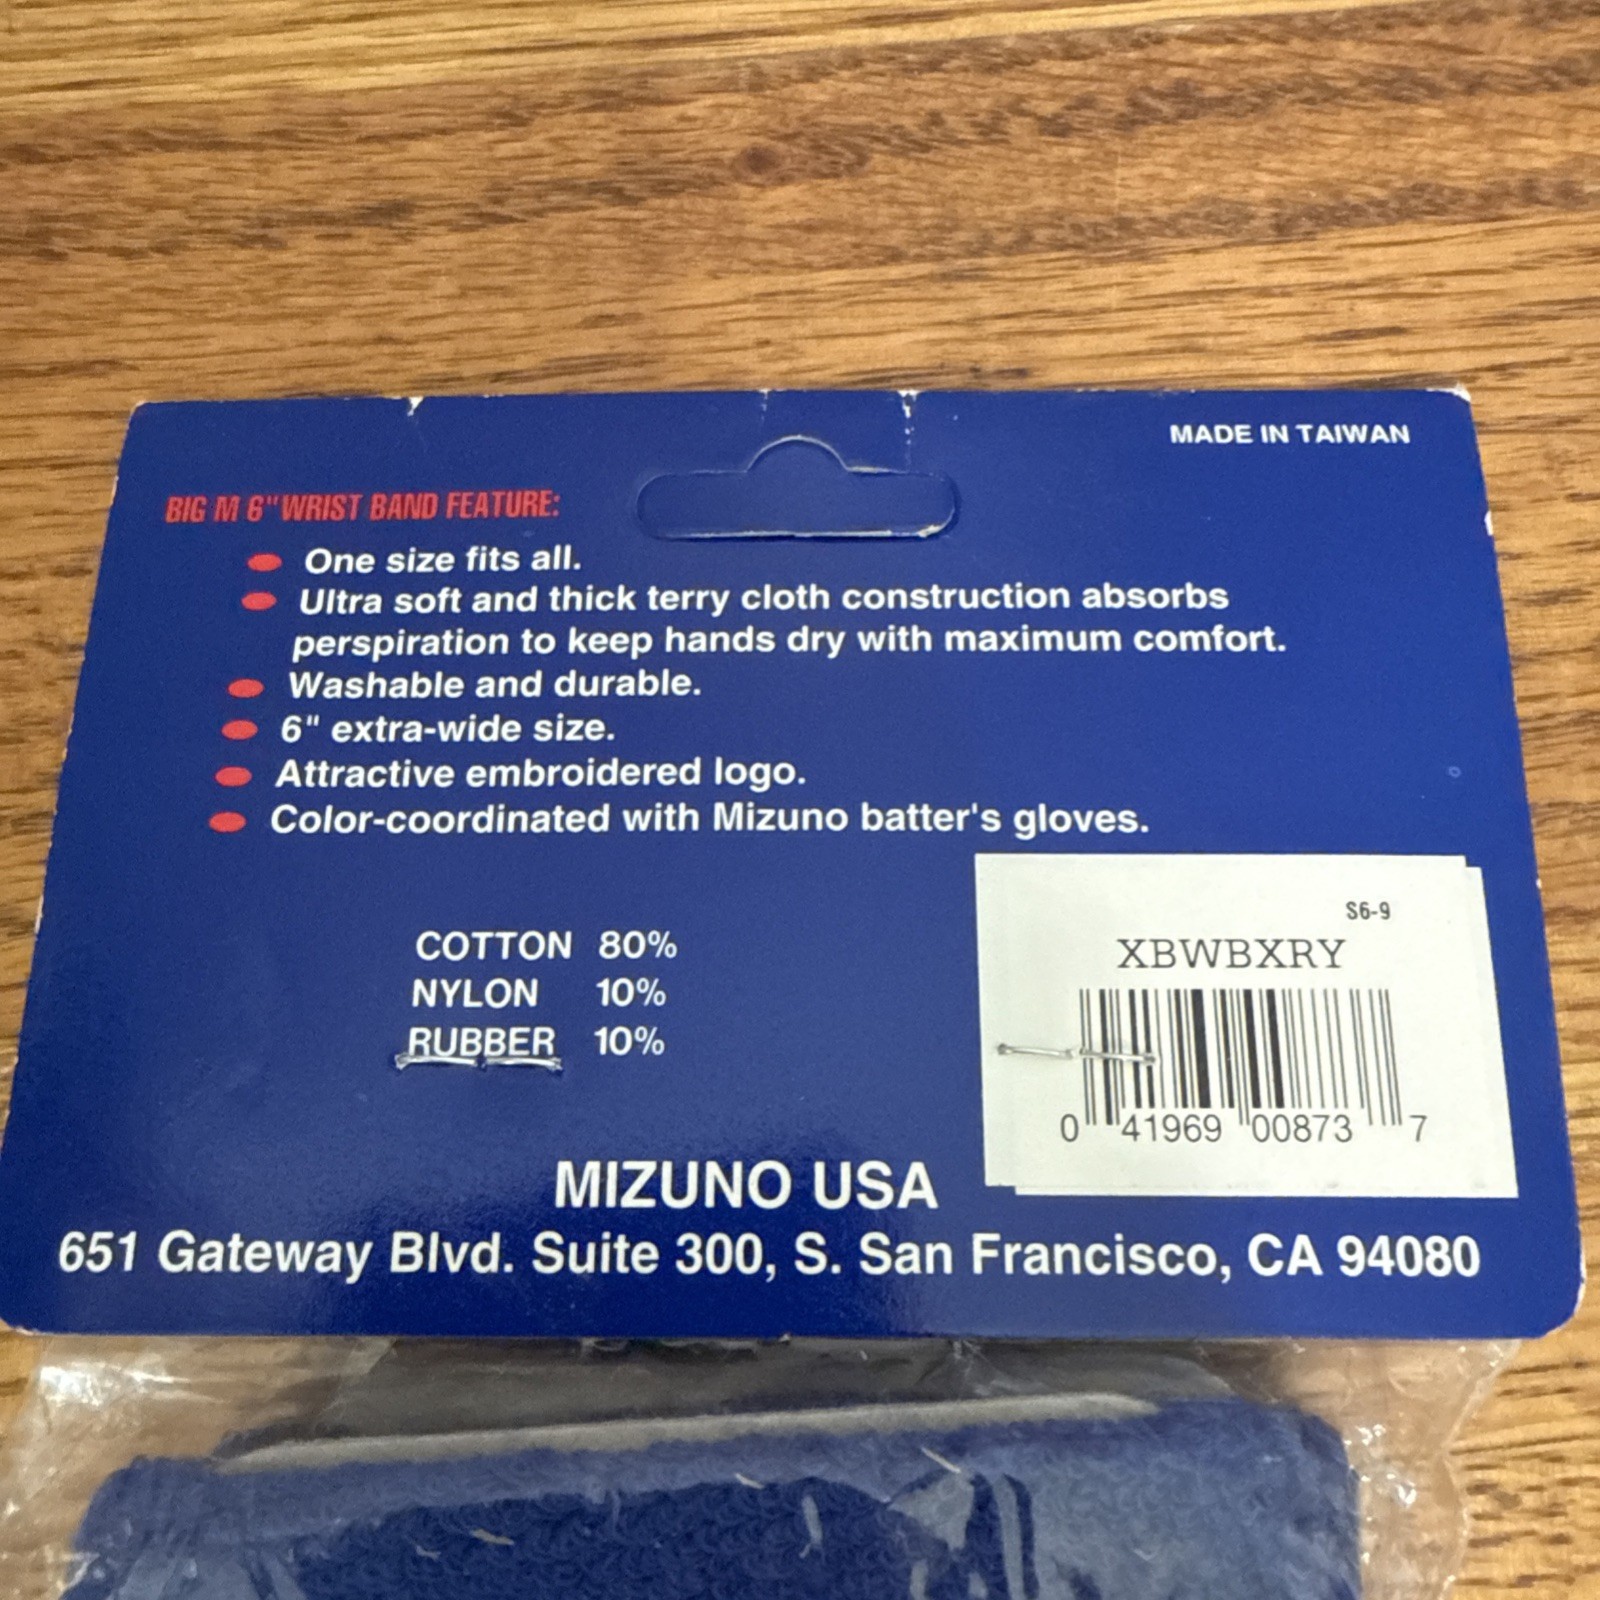 MADE IN TAIWAN
BIG M 6" WRIST BAND FEATURE:
One size fits all.
Ultra soft and thick terry cloth construction absorbs
perspiration to keep hands dry with maximum comfort.
Washable and durable.
6" extra-wide size.
Attractive embroidered logo.
Color-coordinated with Mizuno batter's gloves.
COTTON 80%
NYLON 10%
RUBBER 10%
S6-9
XBWBXRY
0 41969 00873 7
MIZUNO USA
651 Gateway Blvd. Suite 300, S. San Francisco, CA 94080